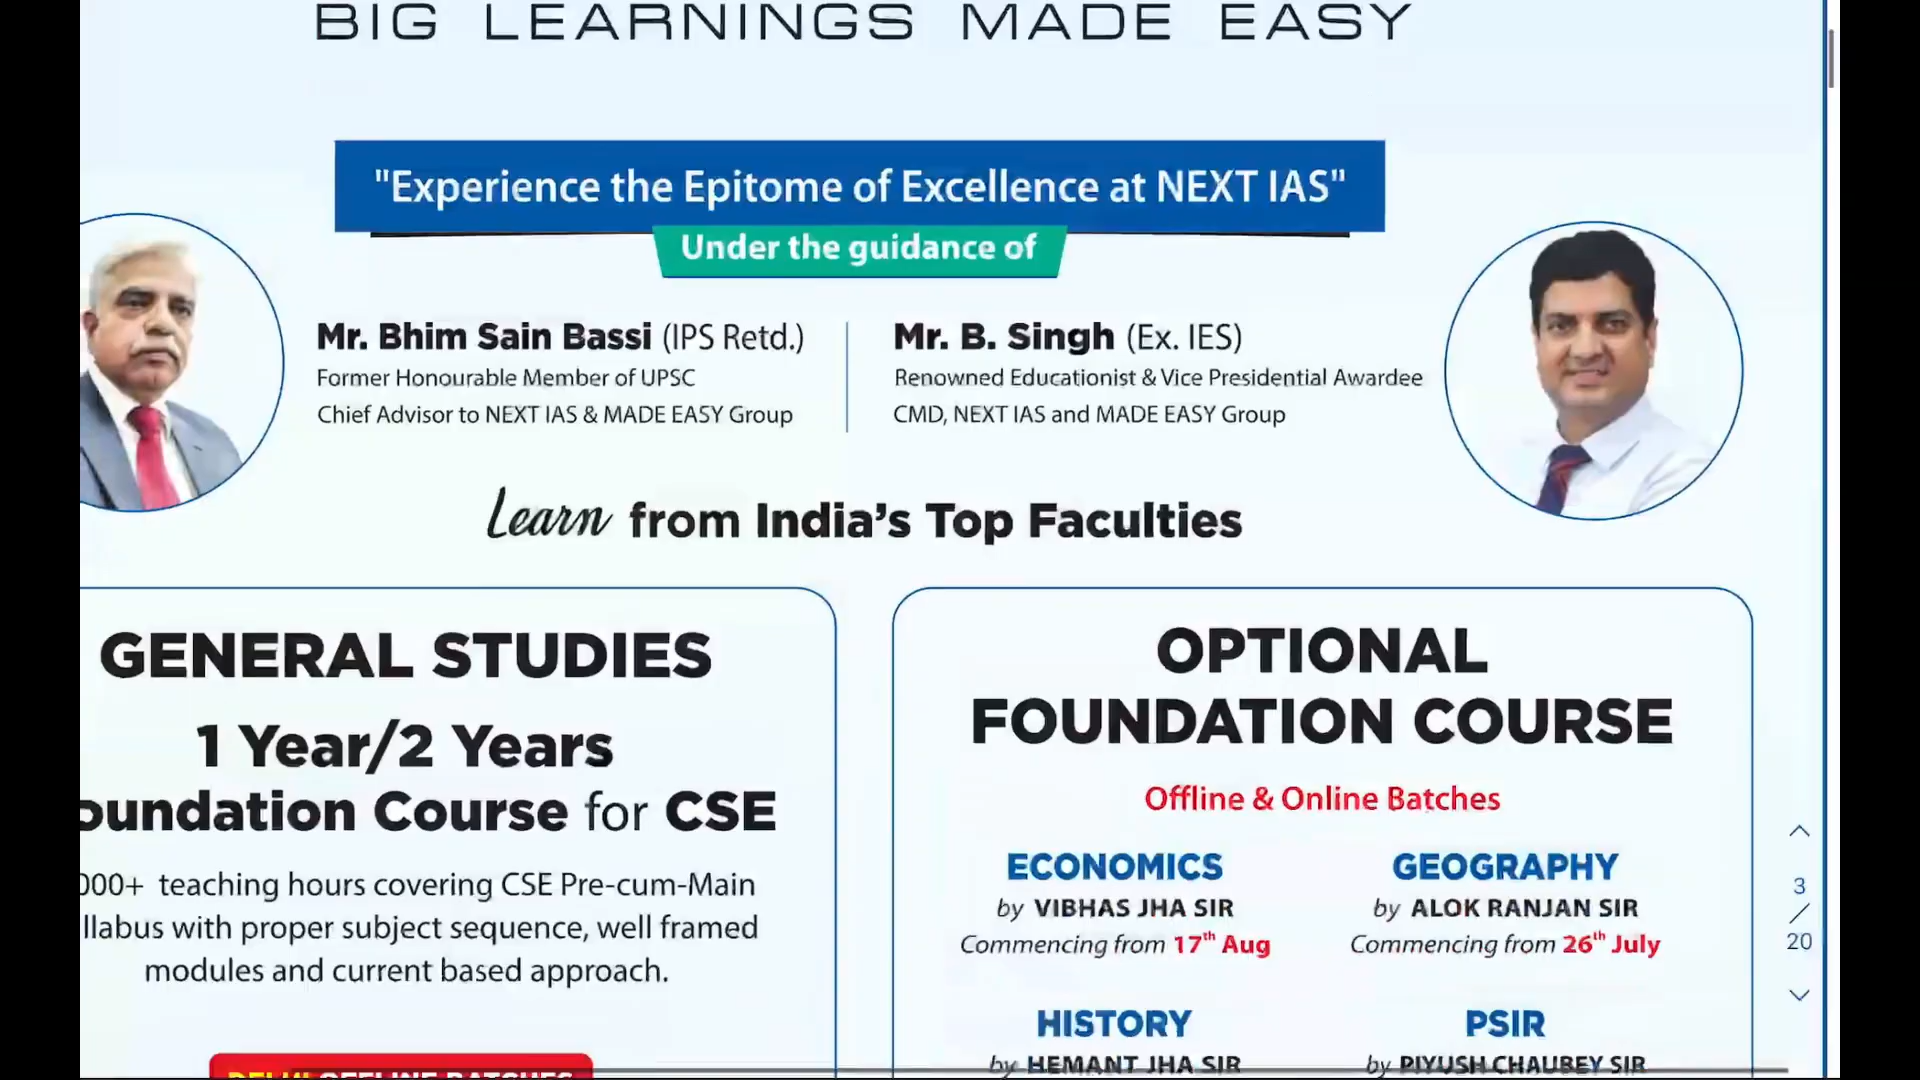 BIG LEARNINGS MADE EASY
"Experience the Epitome of Excellence at NEXT IAS"
Under the guidance of
Mr. Bhim Sain Bassi (IPS Retd.)
Former Honourable Member of UPSC
Chief Advisor to NEXT IAS & MADE EASY Group
Mr. B. Singh (Ex. IES)
Renowned Educationist & Vice Presidential Awardee
CMD, NEXT IAS and MADE EASY Group
Learn from India's Top Faculties
GENERAL STUDIES
1 Year/2 Years
oundation Course for CSE
000+ teaching hours covering CSE Pre-cum-Main
llabus with proper subject sequence, well framed
modules and current based approach.
DELHI OFFLINE BATCHES
OPTIONAL
FOUNDATION COURSE
Offline & Online Batches
ECONOMICS
by VIBHAS JHA SIR
Commencing from 17th Aug
GEOGRAPHY
by ALOK RANJAN SIR
Commencing from 26th July
HISTORY
by HEMANT JHA SIR
PSIR
by PIYUSH CHAUBEY SIR
3
/
20